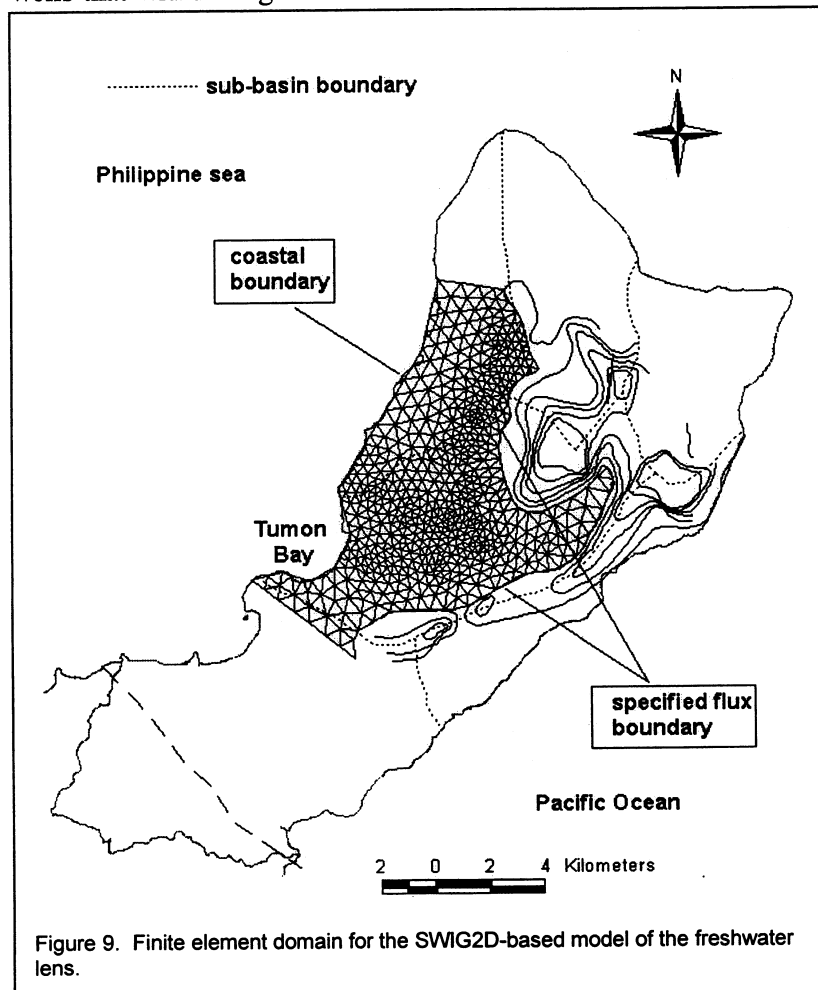 sub-basin boundary
N
Philippine sea
coastal
boundary
Tumon
Bay
specified flux
boundary
Pacific Ocean
2 0 2 4 Kilometers
Figure 9. Finite element domain for the SWIG2D-based model of the freshwater
lens.